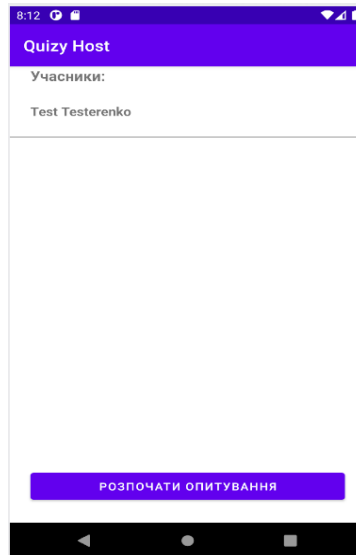 8:12
Quizy Host
Учасники:
Test Testerenko
РОЗПОЧАТИ ОПИТУВАННЯ